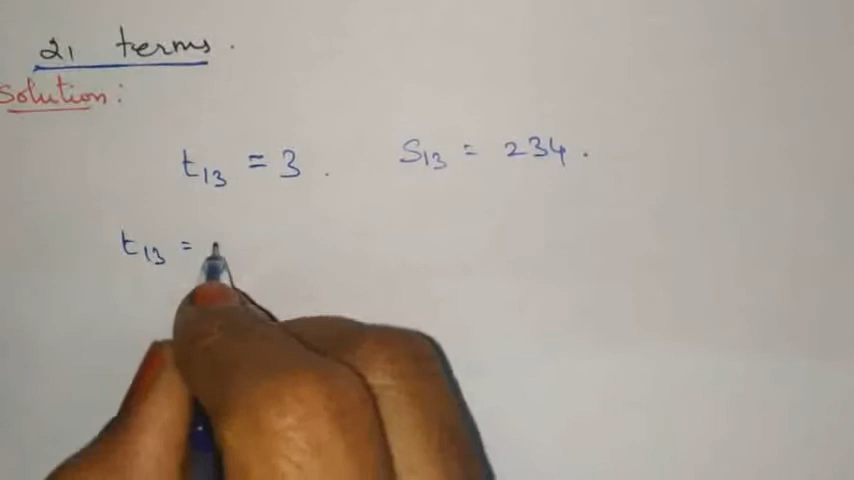 21 terms.
Solution:
t13 = 3. S13 = 234.
t13 =